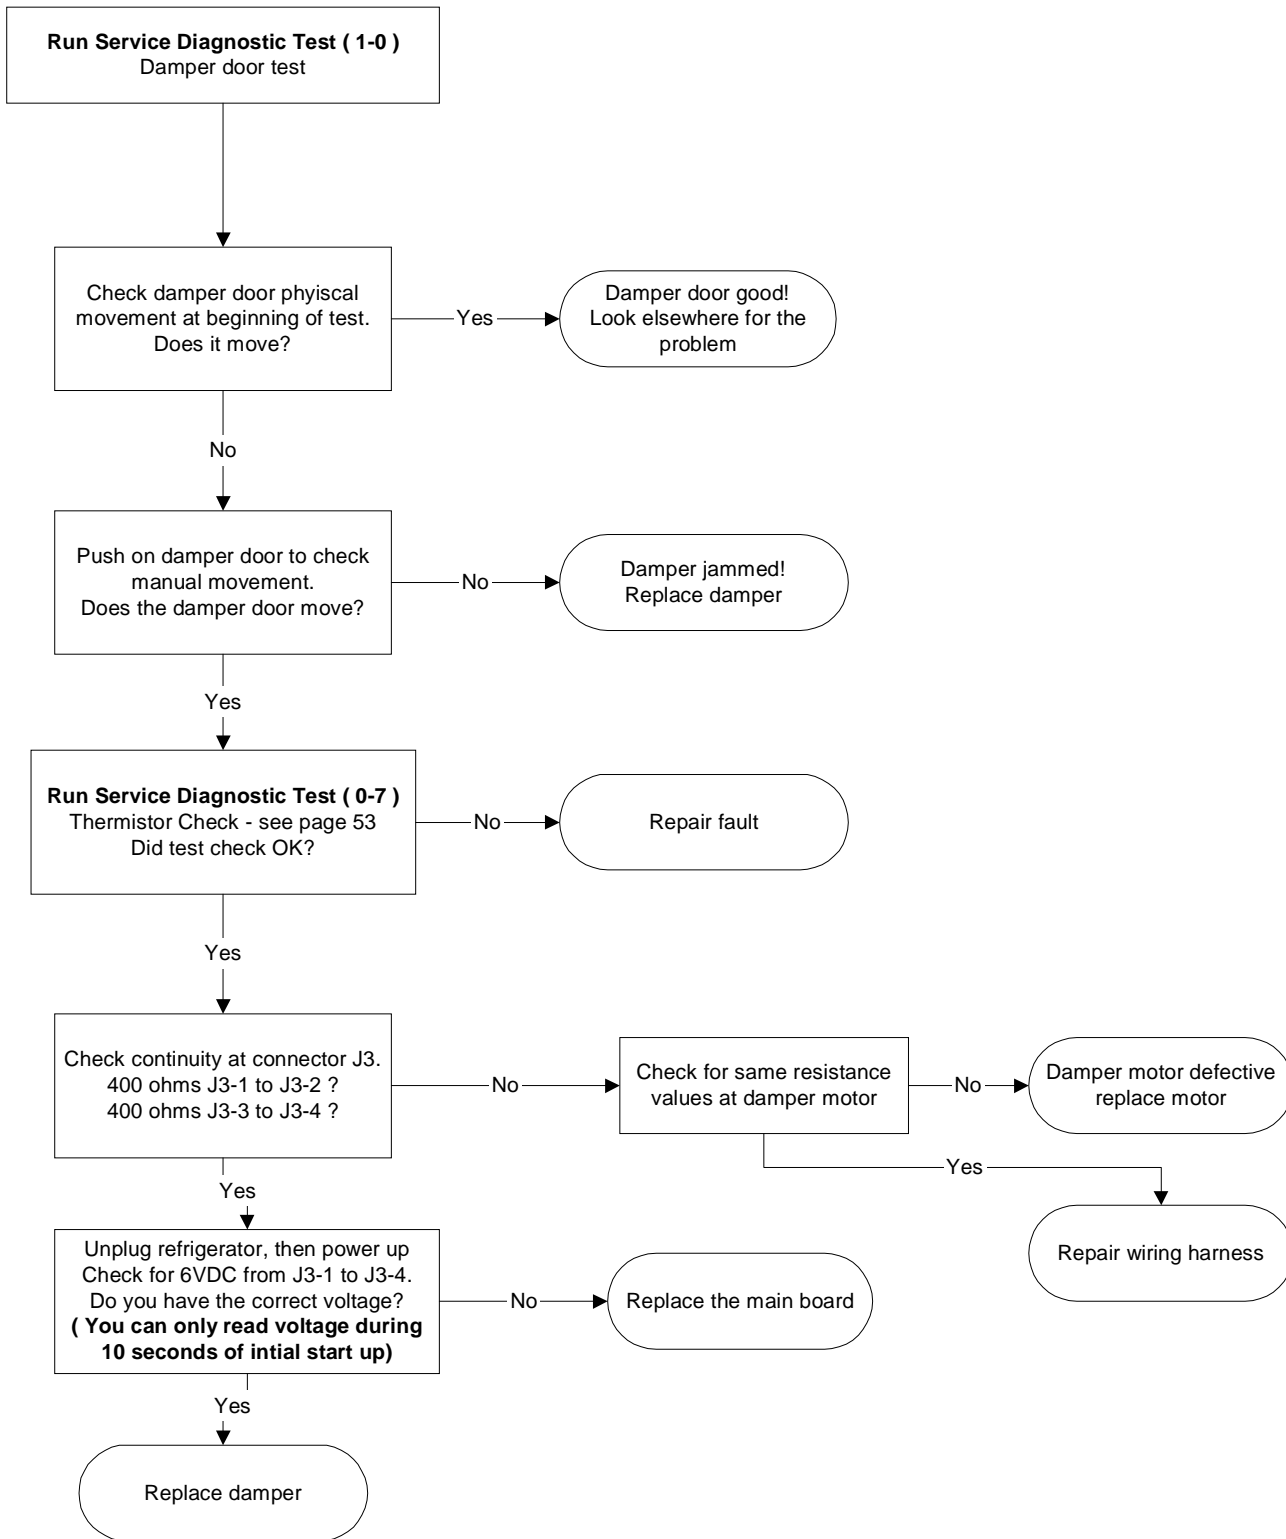 Run Service Diagnostic Test ( 1-0 )
Damper door test
Check damper door phyiscal
movement at beginning of test.
Does it move?
Yes
Damper door good!
Look elsewhere for the
problem
No
Push on damper door to check
manual movement.
Does the damper door move?
No
Damper jammed!
Replace damper
Yes
Run Service Diagnostic Test ( 0-7 )
Thermistor Check - see page 53
Did test check OK?
No
Repair fault
Yes
Check continuity at connector J3.
400 ohms J3-1 to J3-2 ?
400 ohms J3-3 to J3-4 ?
No
Check for same resistance
values at damper motor
No
Damper motor defective
replace motor
Yes
Repair wiring harness
Yes
Unplug refrigerator, then power up
Check for 6VDC from J3-1 to J3-4.
Do you have the correct voltage?
( You can only read voltage during
10 seconds of intial start up)
No
Replace the main board
Yes
Replace damper